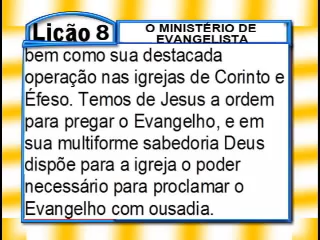 Lição 8
O MINISTÉRIO DE
EVANGELISTA
bem como sua destacada
operação nas igrejas de Corinto e
Éfeso. Temos de Jesus a ordem
para pregar o Evangelho, e em
sua multiforme sabedoria Deus
dispõe para a igreja o poder
necessário para proclamar o
Evangelho com ousadia.